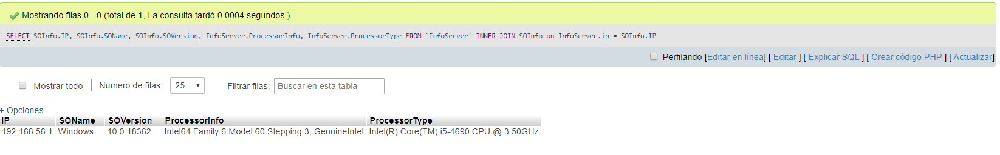 Mostrando filas 0 - 0 (total de 1, La consulta tardó 0.0004 segundos.)
SELECT SOInfo.IP, SOInfo.SOName, SOInfo.SOVersion, InfoServer.ProcessorInfo, InfoServer.ProcessorType FROM `InfoServer` INNER JOIN SOInfo on InfoServer.ip = SOInfo.IP
Perfilando [Editar en línea] [ Editar ] [ Explicar SQL ] [ Crear código PHP ] [ Actualizar]
Mostrar todo | Número de filas: 25 Filtrar filas: Buscar en esta tabla
+ Opciones
IP SOName SOVersion ProcessorInfo ProcessorType
192.168.56.1 Windows 10.0.18362 Intel64 Family 6 Model 60 Stepping 3, GenuineIntel Intel(R) Core(TM) i5-4690 CPU @ 3.50GHz